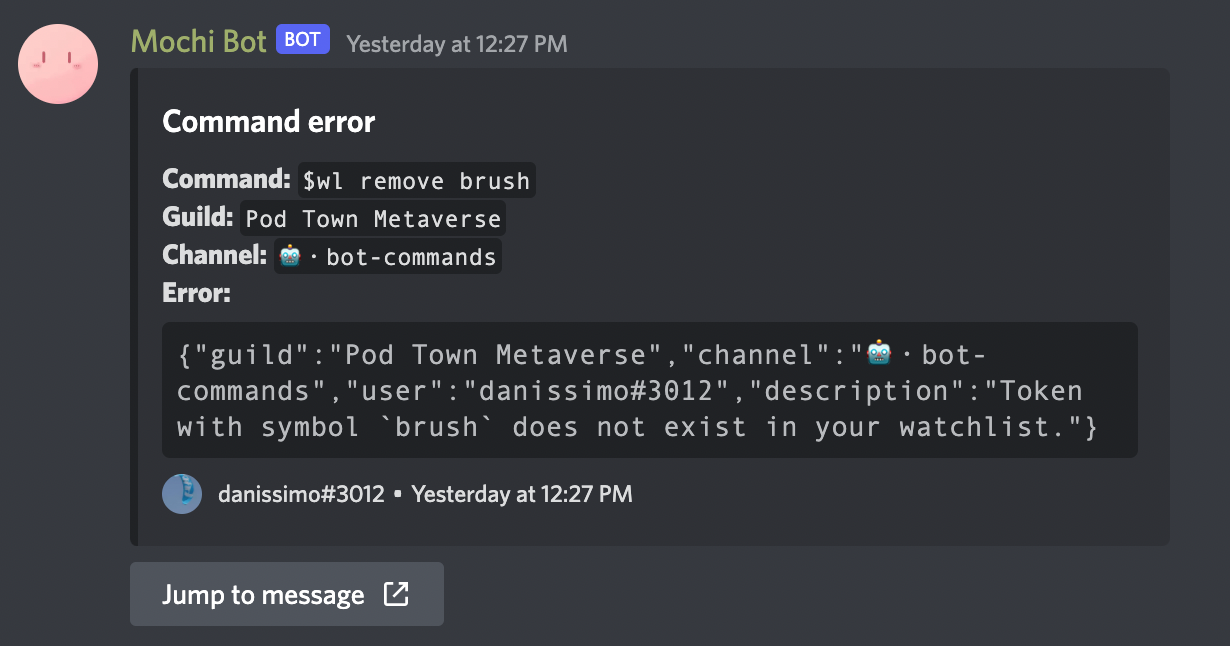 Mochi Bot BOT Yesterday at 12:27 PM
Command error
Command: $wl remove brush
Guild: Pod Town Metaverse
Channel: 🤖・bot-commands
Error:
{"guild":"Pod Town Metaverse","channel":"🤖・bot-
commands","user":"danissimo#3012","description":"Token
with symbol `brush` does not exist in your watchlist."}
danissimo#3012 • Yesterday at 12:27 PM
Jump to message